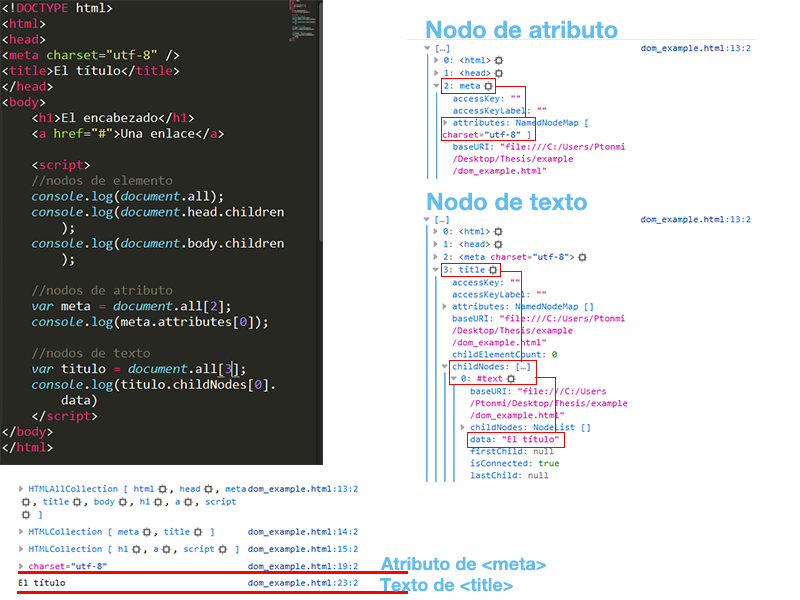 <!DOCTYPE html>
<html>
<head>
<meta charset="utf-8" />
<title>El título</title>
</head>
<body>
<h1>El encabezado</h1>
<a href="#">Una enlace</a>
<script>
//nodos de elemento
console.log(document.all);
console.log(document.head.children
);
console.log(document.body.children
);
//nodos de atributo
var meta = document.all[2];
console.log(meta.attributes[0]);
//nodos de texto
var titulo = document.all[3];
console.log(titulo.childNodes[0].
data)
</script>
</body>
</html>
Nodo de atributo
[…] dom_example.html:13:2
0: <html>
1: <head>
2: meta
accessKey: ""
accessKeyLabel: ""
attributes: NamedNodeMap [
charset="utf-8" ]
baseURI: "file:///C:/Users/Ptonmi
/Desktop/Thesis/example
/dom_example.html"
Nodo de texto
[…] dom_example.html:13:2
0: <html>
1: <head>
2: <meta charset="utf-8">
3: title
accessKey: ""
accessKeyLabel: ""
attributes: NamedNodeMap []
baseURI: "file:///C:/Users/Ptonmi
/Desktop/Thesis/example
/dom_example.html"
childElementCount: 0
childNodes: […]
0: #text
baseURI: "file:///C:/Users
/Ptonmi/Desktop/Thesis/example
/dom_example.html"
childNodes: NodeList []
data: "El título"
firstChild: null
isConnected: true
lastChild: null
HTMLAllCollection [ html , head , meta dom_example.html:13:2
, title , body , h1 , a , script
]
HTMLCollection [ meta , title ] dom_example.html:14:2
HTMLCollection [ h1 , a , script ] dom_example.html:15:2
charset="utf-8" dom_example.html:19:2
Atributo de <meta>
El título dom_example.html:23:2
Texto de <title>